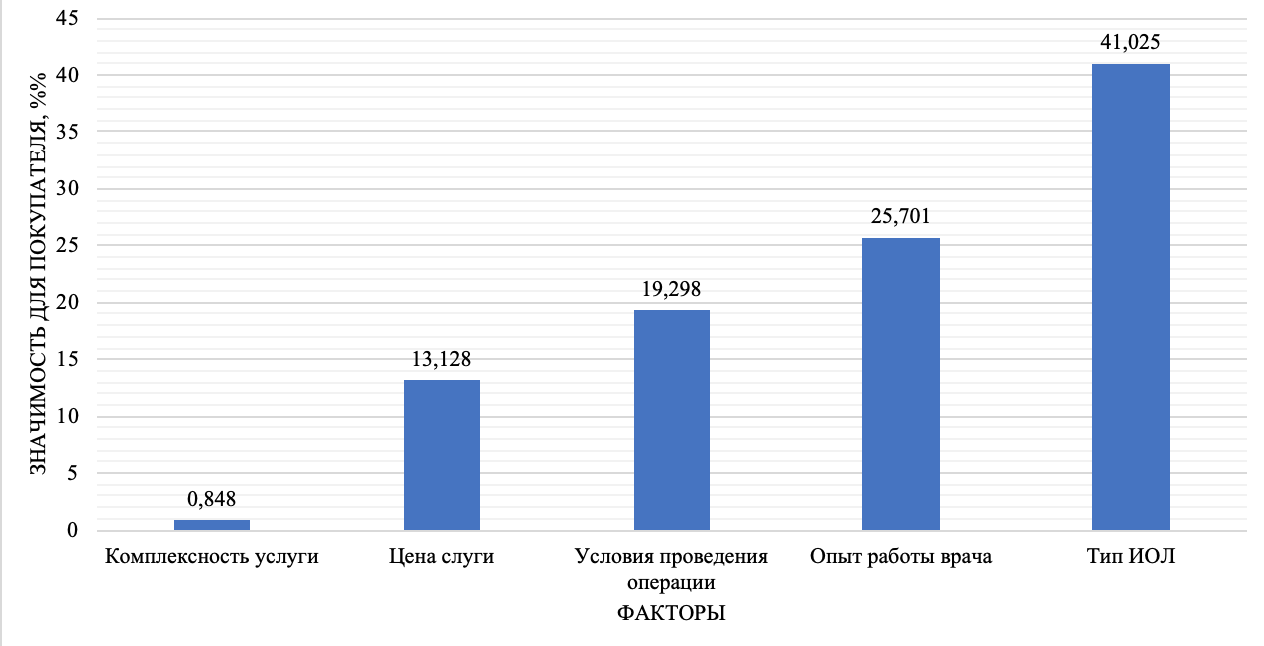 45
40
35
30
25
20
15
10
5
0
ЗНАЧИМОСТЬ ДЛЯ ПОКУПАТЕЛЯ, %%
0,848
13,128
19,298
25,701
41,025
Комплексность услуги
Цена слуги
Условия проведения
операции
Опыт работы врача
Тип ИОЛ
ФАКТОРЫ